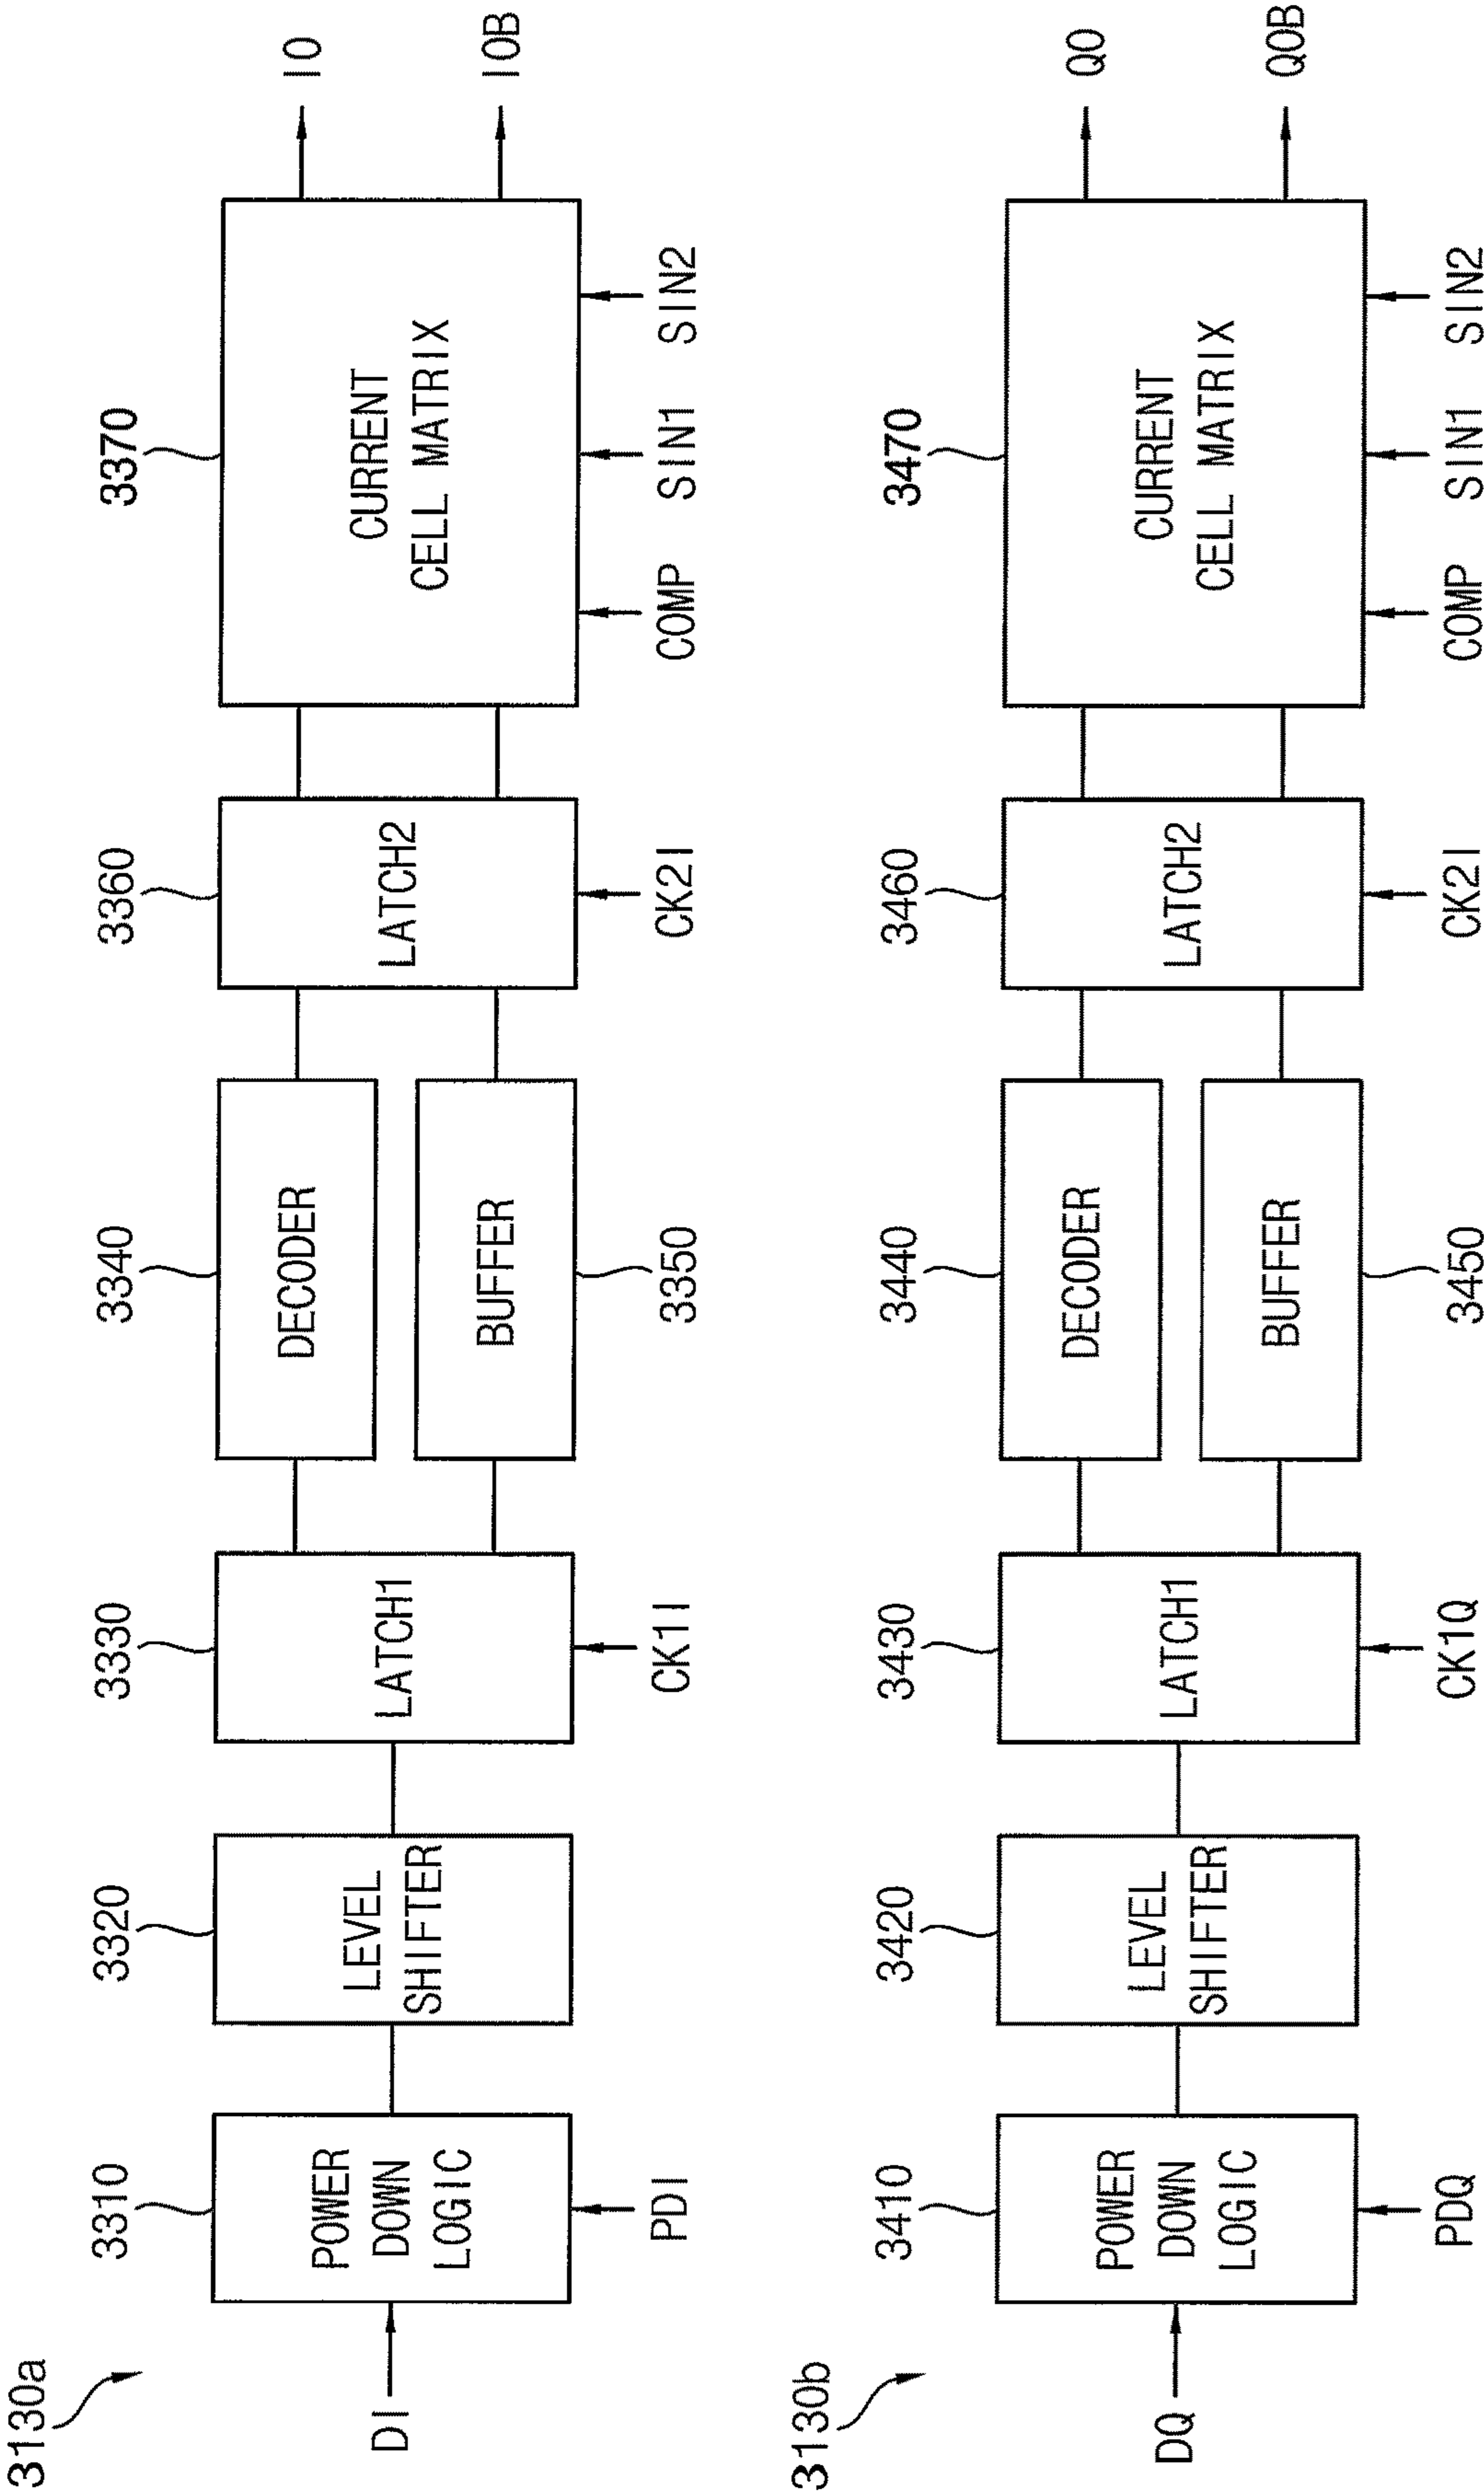 3130a
DI
3310
POWER
DOWN
LOGIC
PDI
3320
LEVEL
SHIFTER
3330
LATCH1
CK1I
3340
DECODER
BUFFER
3350
3360
LATCH2
CK2I
3370
CURRENT
CELL MATRIX
COMP
SIN1
SIN2
IO
IOB
3130b
DQ
3410
POWER
DOWN
LOGIC
PDQ
3420
LEVEL
SHIFTER
3430
LATCH1
CK1Q
3440
DECODER
BUFFER
3450
3460
LATCH2
CK2I
3470
CURRENT
CELL MATRIX
COMP
SIN1
SIN2
QO
QOB